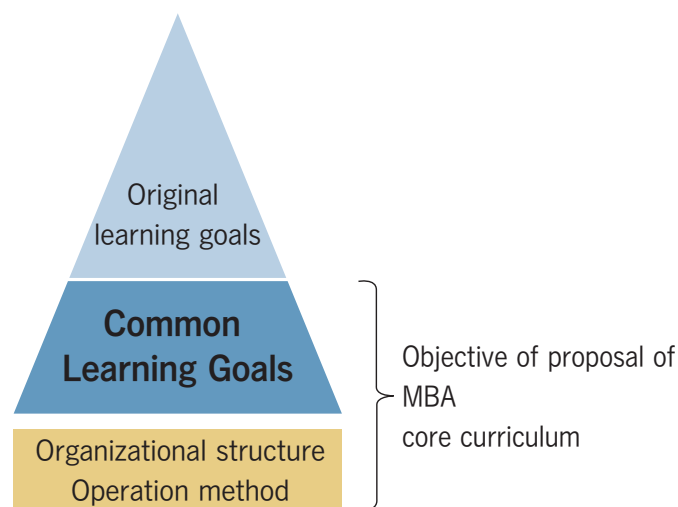 Original
learning goals
Common
Learning Goals
Objective of proposal of
MBA
core curriculum
Organizational structure
Operation method